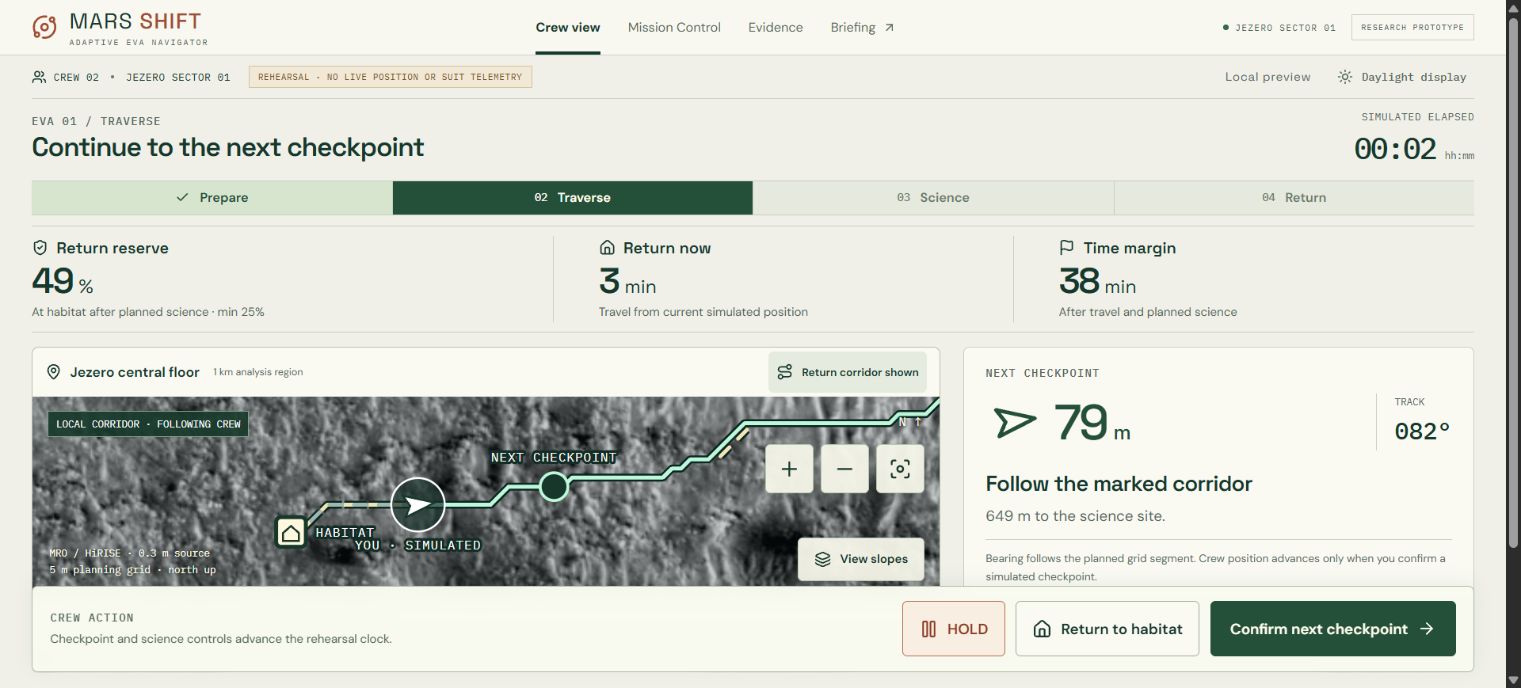 MARS SHIFT
ADAPTIVE EVA NAVIGATOR
Crew view
Mission Control
Evidence
Briefing ↗
JEZERO SECTOR 01
RESEARCH PROTOTYPE
CREW 02 • JEZERO SECTOR 01
REHEARSAL · NO LIVE POSITION OR SUIT TELEMETRY
Local preview
Daylight display
EVA 01 / TRAVERSE
Continue to the next checkpoint
SIMULATED ELAPSED
00:02 hh:mm
Prepare
02 Traverse
03 Science
04 Return
Return reserve
49 %
At habitat after planned science · min 25%
Return now
3 min
Travel from current simulated position
Time margin
38 min
After travel and planned science
Jezero central floor 1 km analysis region
Return corridor shown
LOCAL CORRIDOR · FOLLOWING CREW
N ↑
NEXT CHECKPOINT
HABITAT
YOU · SIMULATED
MRO / HiRISE · 0.3 m source
5 m planning grid · north up
View slopes
NEXT CHECKPOINT
79 m
TRACK
082°
Follow the marked corridor
649 m to the science site.
Bearing follows the planned grid segment. Crew position advances only when you confirm a
simulated checkpoint.
CREW ACTION
Checkpoint and science controls advance the rehearsal clock.
HOLD
Return to habitat
Confirm next checkpoint →